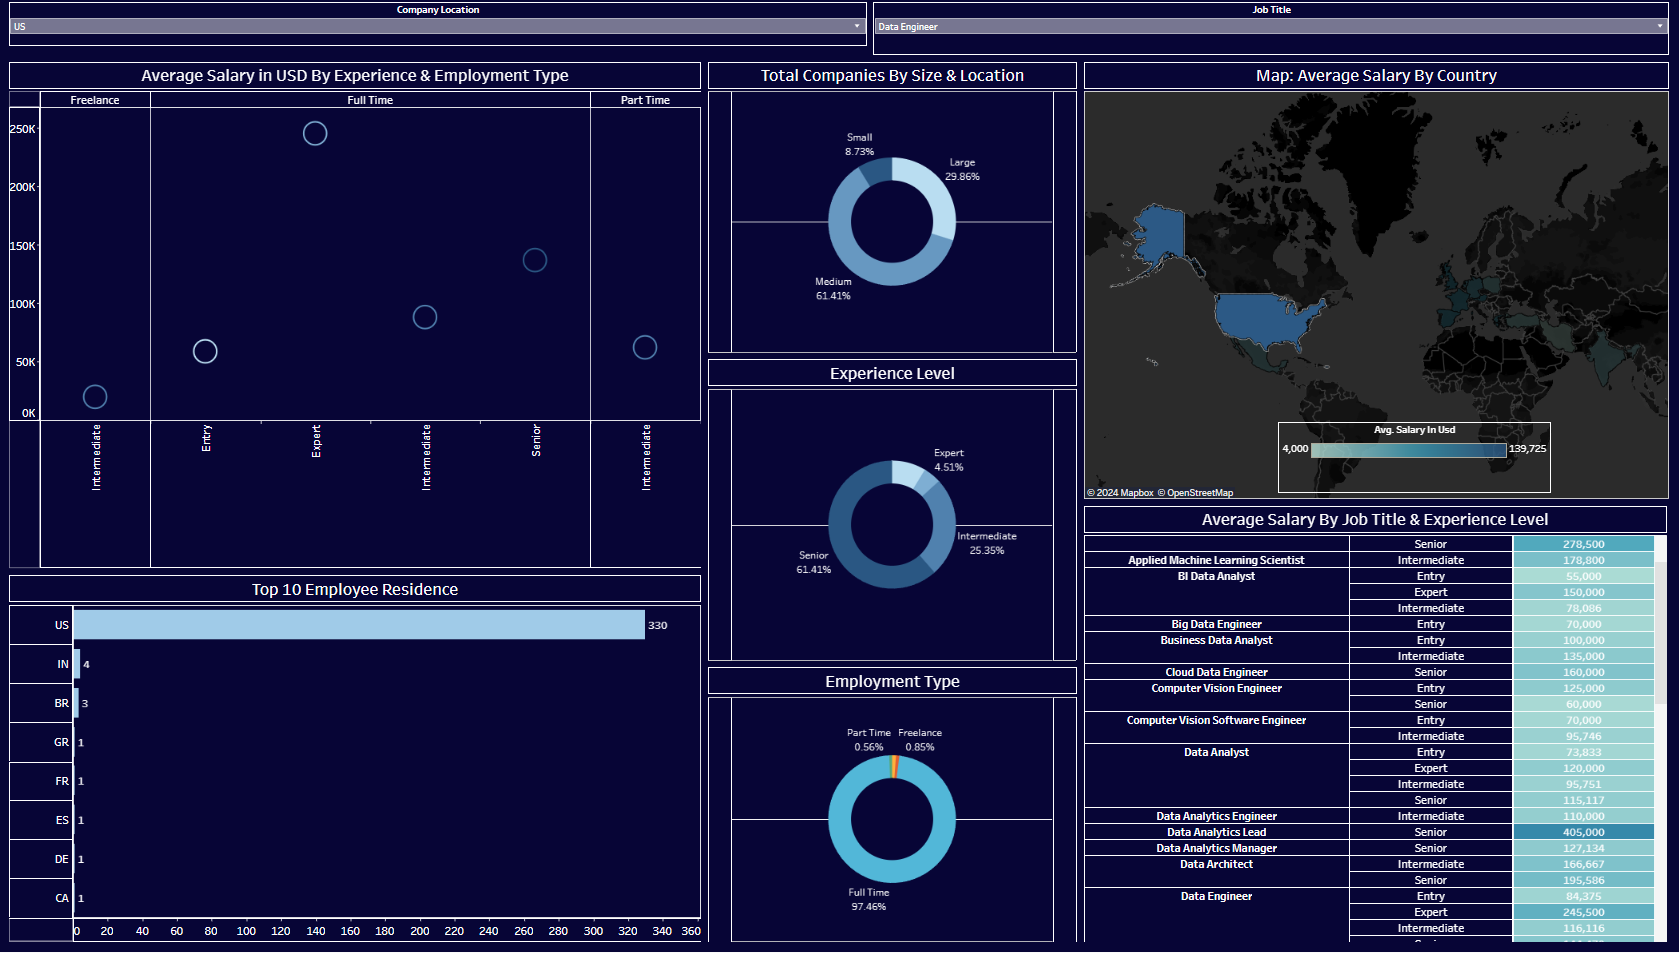 Company Location
US
Job Title
Data Engineer
Average Salary in USD By Experience & Employment Type
Freelance
Full Time
Part Time
250K
200K
150K
100K
50K
0K
Intermediate
Entry
Expert
Intermediate
Senior
Intermediate
Top 10 Employee Residence
US
330
IN
4
BR
3
GR
1
FR
1
ES
1
DE
1
CA
1
0 20 40 60 80 100 120 140 160 180 200 220 240 260 280 300 320 340 360
Total Companies By Size & Location
Small
8.73%
Large
29.86%
Medium
61.41%
Experience Level
Expert
4.51%
Intermediate
25.35%
Senior
61.41%
Employment Type
Part Time
0.56%
Freelance
0.85%
Full Time
97.46%
Map: Average Salary By Country
Avg. Salary In Usd
4,000
139,725
© 2024 Mapbox © OpenStreetMap
Average Salary By Job Title & Experience Level
Senior 278,500
Applied Machine Learning Scientist Intermediate 178,800
BI Data Analyst Entry 55,000
Expert 150,000
Intermediate 78,086
Big Data Engineer Entry 70,000
Business Data Analyst Entry 100,000
Intermediate 135,000
Cloud Data Engineer Senior 160,000
Computer Vision Engineer Entry 125,000
Senior 60,000
Computer Vision Software Engineer Entry 70,000
Intermediate 95,746
Data Analyst Entry 73,833
Expert 120,000
Intermediate 95,751
Senior 115,117
Data Analytics Engineer Intermediate 110,000
Data Analytics Lead Senior 405,000
Data Analytics Manager Senior 127,134
Data Architect Intermediate 166,667
Senior 195,586
Data Engineer Entry 84,375
Expert 245,500
Intermediate 116,116